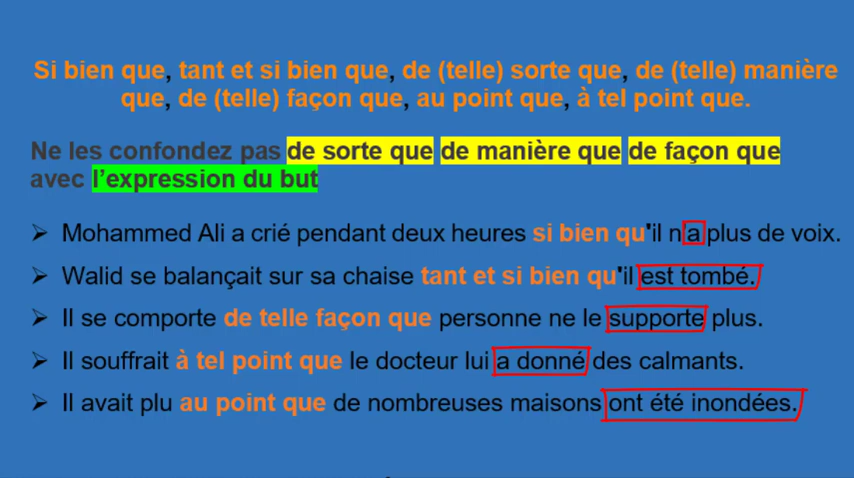 Si bien que, tant et si bien que, de (telle) sorte que, de (telle) manière
que, de (telle) façon que, au point que, à tel point que.
Ne les confondez pas de sorte que de manière que de façon que
avec l’expression du but
➢ Mohammed Ali a crié pendant deux heures si bien qu'il n'a plus de voix.
➢ Walid se balançait sur sa chaise tant et si bien qu'il est tombé.
➢ Il se comporte de telle façon que personne ne le supporte plus.
➢ Il souffrait à tel point que le docteur lui a donné des calmants.
➢ Il avait plu au point que de nombreuses maisons ont été inondées.